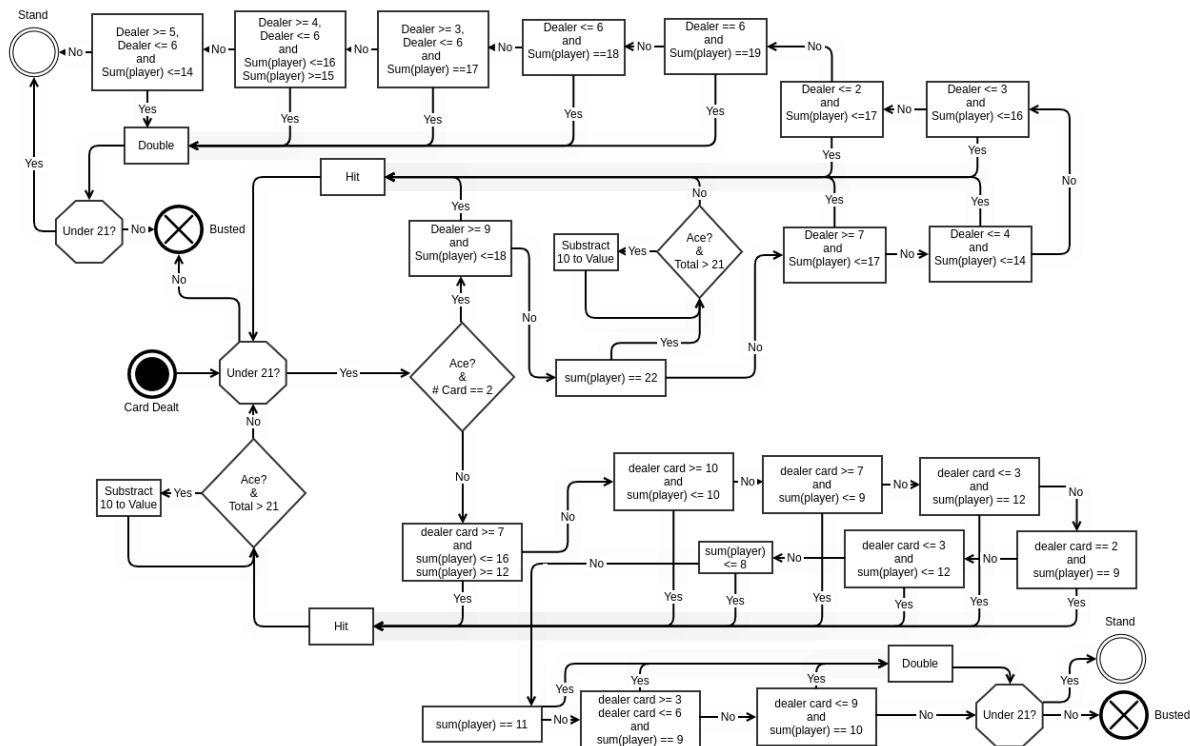 Stand
No
Dealer >= 5,
Dealer <= 6
and
Sum(player) <=14
No
Dealer >= 4,
Dealer <= 6
and
Sum(player) <=16
Sum(player) >=15
No
Dealer >= 3,
Dealer <= 6
and
Sum(player) ==17
No
Dealer <= 6
and
Sum(player) ==18
No
Dealer == 6
and
Sum(player) ==19
No
Yes
Yes
Yes
Yes
Yes
Dealer <= 2
and
Sum(player) <=17
No
Dealer <= 3
and
Sum(player) <=16
Double
Yes
Yes
Yes
Hit
No
Under 21?
No
Busted
Yes
Dealer >= 9
and
Sum(player) <=18
No
Ace?
&
Total > 21
Yes
Substract
10 to Value
Yes
Yes
Dealer >= 7
and
Sum(player) <=17
No
Dealer <= 4
and
Sum(player) <=14
No
Yes
No
Yes
No
sum(player) == 22
Card Dealt
Under 21?
Yes
Ace?
&
# Card == 2
No
Ace?
&
Total > 21
Yes
Substract
10 to Value
No
dealer card >= 7
and
sum(player) <= 16
sum(player) >= 12
No
dealer card >= 10
and
sum(player) <= 10
No
dealer card >= 7
and
sum(player) <= 9
No
dealer card <= 3
and
sum(player) == 12
No
dealer card == 2
and
sum(player) == 9
No
dealer card <= 3
and
sum(player) <= 12
No
sum(player)
<= 8
No
Yes
Yes
Yes
Yes
Yes
Yes
Yes
Hit
Stand
Double
Yes
Yes
Yes
Yes
sum(player) == 11
No
dealer card >= 3
dealer card <= 6
and
sum(player) == 9
No
dealer card <= 9
and
sum(player) == 10
No
Under 21?
No
Busted